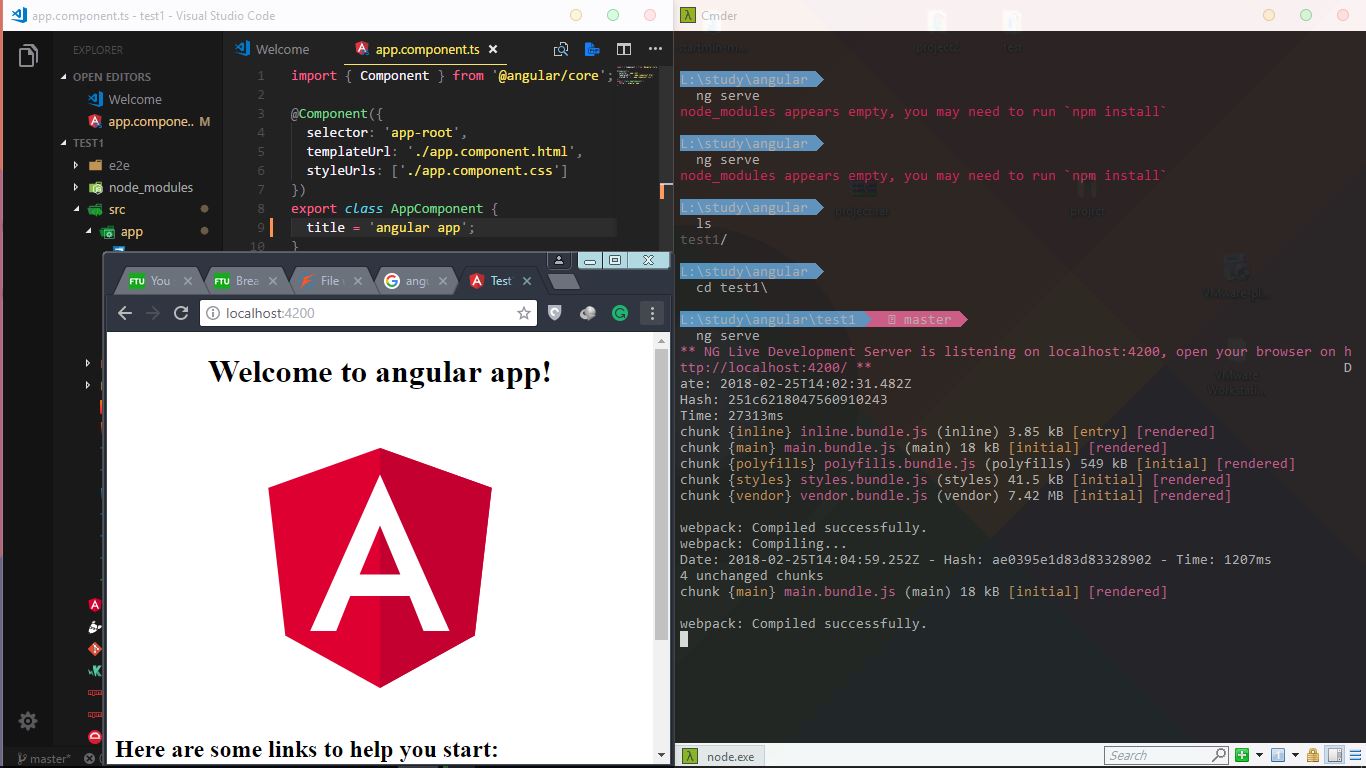 app.component.ts - test1 - Visual Studio Code
EXPLORER
OPEN EDITORS
Welcome
app.compone.. M
TEST1
e2e
node_modules
src
app
master*
Welcome
app.component.ts
1 import { Component } from '@angular/core';
2
3 @Component({
4 selector: 'app-root',
5 templateUrl: './app.component.html',
6 styleUrls: ['./app.component.css']
7 })
8 export class AppComponent {
9 title = 'angular app';
10 }
FTU You
FTU Brea
File
angu
Test
localhost:4200
Welcome to angular app!
Here are some links to help you start:
Cmder
project2
test
L:\study\angular
ng serve
node_modules appears empty, you may need to run `npm install`
L:\study\angular
ng serve
node_modules appears empty, you may need to run `npm install`
project.rar
project
L:\study\angular
ls
test1/
L:\study\angular
cd test1\
VMware-pl...
L:\study\angular\test1 master
ng serve
** NG Live Development Server is listening on localhost:4200, open your browser on h
ttp://localhost:4200/ ** D
ate: 2018-02-25T14:02:31.482Z
VMware
Workstati...
Hash: 251c6218047560910243
Time: 27313ms
chunk {inline} inline.bundle.js (inline) 3.85 kB [entry] [rendered]
chunk {main} main.bundle.js (main) 18 kB [initial] [rendered]
chunk {polyfills} polyfills.bundle.js (polyfills) 549 kB [initial] [rendered]
chunk {styles} styles.bundle.js (styles) 41.5 kB [initial] [rendered]
chunk {vendor} vendor.bundle.js (vendor) 7.42 MB [initial] [rendered]
webpack: Compiled successfully.
webpack: Compiling...
Date: 2018-02-25T14:04:59.252Z - Hash: ae0395e1d83d83328902 - Time: 1207ms
4 unchanged chunks
chunk {main} main.bundle.js (main) 18 kB [initial] [rendered]
webpack: Compiled successfully.
node.exe
Search